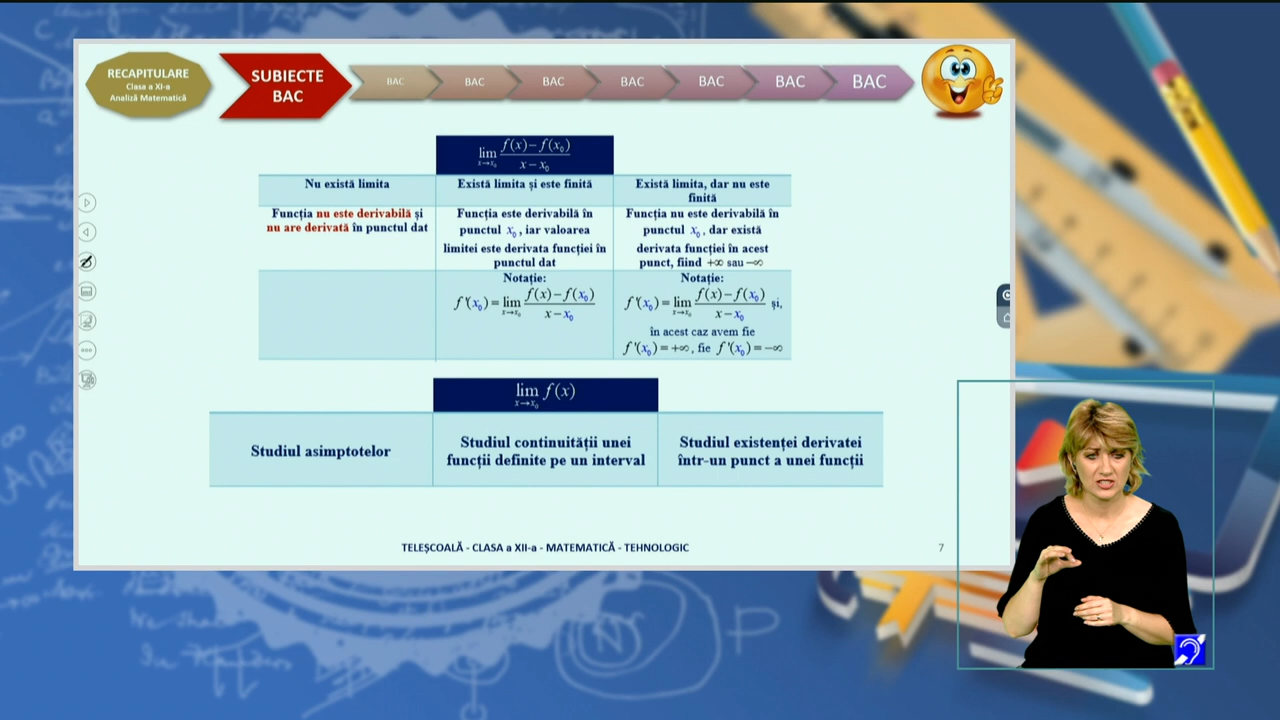 RECAPITULARE
Clasa a XI-a
Analiză Matematică
SUBIECTE
BAC
BAC
BAC
BAC
BAC
BAC
BAC
BAC
lim x→x₀ (f(x)−f(x₀))/(x−x₀)
Nu există limita
Există limita și este finită
Există limita, dar nu este
finită
Funcția nu este derivabilă și
nu are derivată în punctul dat
Funcția este derivabilă în
punctul x₀, iar valoarea
limitei este derivata funcției în
punctul dat
Funcția nu este derivabilă în
punctul x₀, dar există
derivata funcției în acest
punct, fiind +∞ sau −∞
Notație:
f'(x₀) = lim x→x₀ (f(x)−f(x₀))/(x−x₀)
Notație:
f'(x₀) = lim x→x₀ (f(x)−f(x₀))/(x−x₀) și,
în acest caz avem fie
f'(x₀) = +∞, fie f'(x₀) = −∞
lim x→x₀ f(x)
Studiul asimptotelor
Studiul continuității unei
funcții definite pe un interval
Studiul existenței derivatei
într-un punct a unei funcții
TELEȘCOALĂ - CLASA a XII-a - MATEMATICĂ - TEHNOLOGIC
7